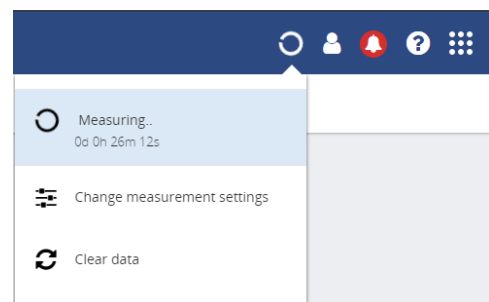 Measuring..
0d 0h 26m 12s
Change measurement settings
Clear data